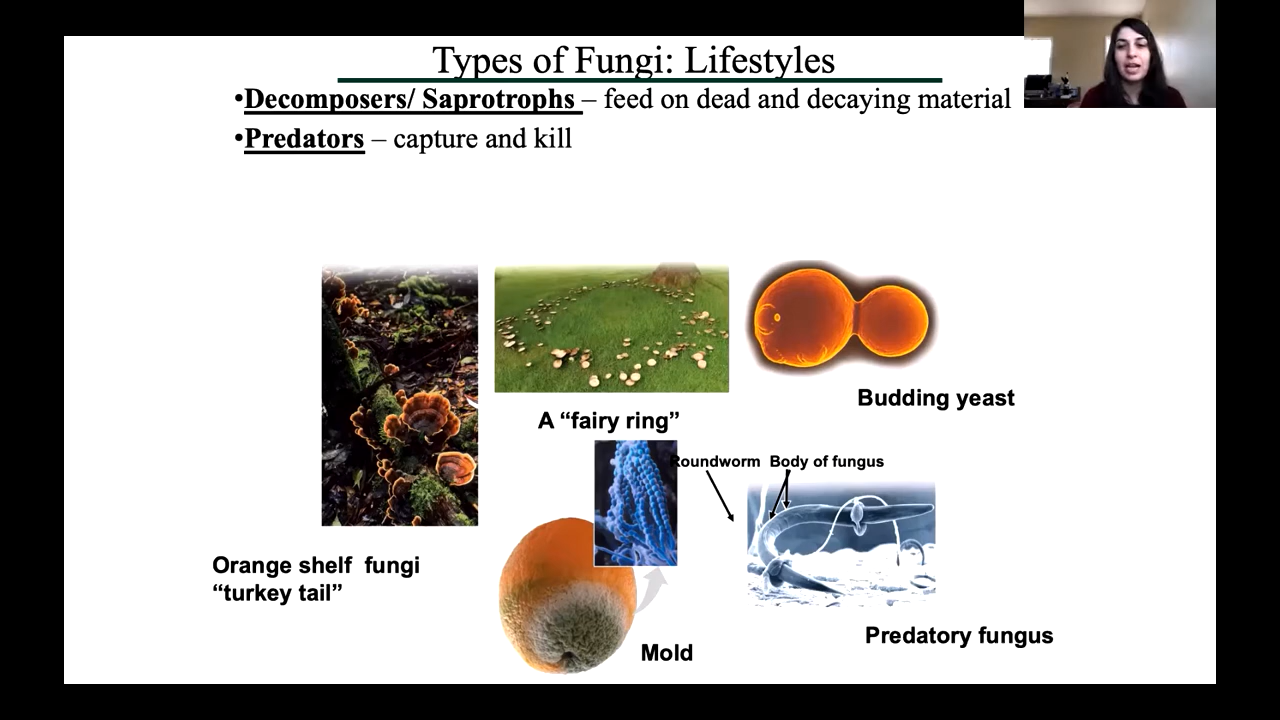 Types of Fungi: Lifestyles
•Decomposers/ Saprotrophs – feed on dead and decaying material
•Predators – capture and kill
Budding yeast
A “fairy ring”
Roundworm Body of fungus
Orange shelf fungi
“turkey tail”
Predatory fungus
Mold